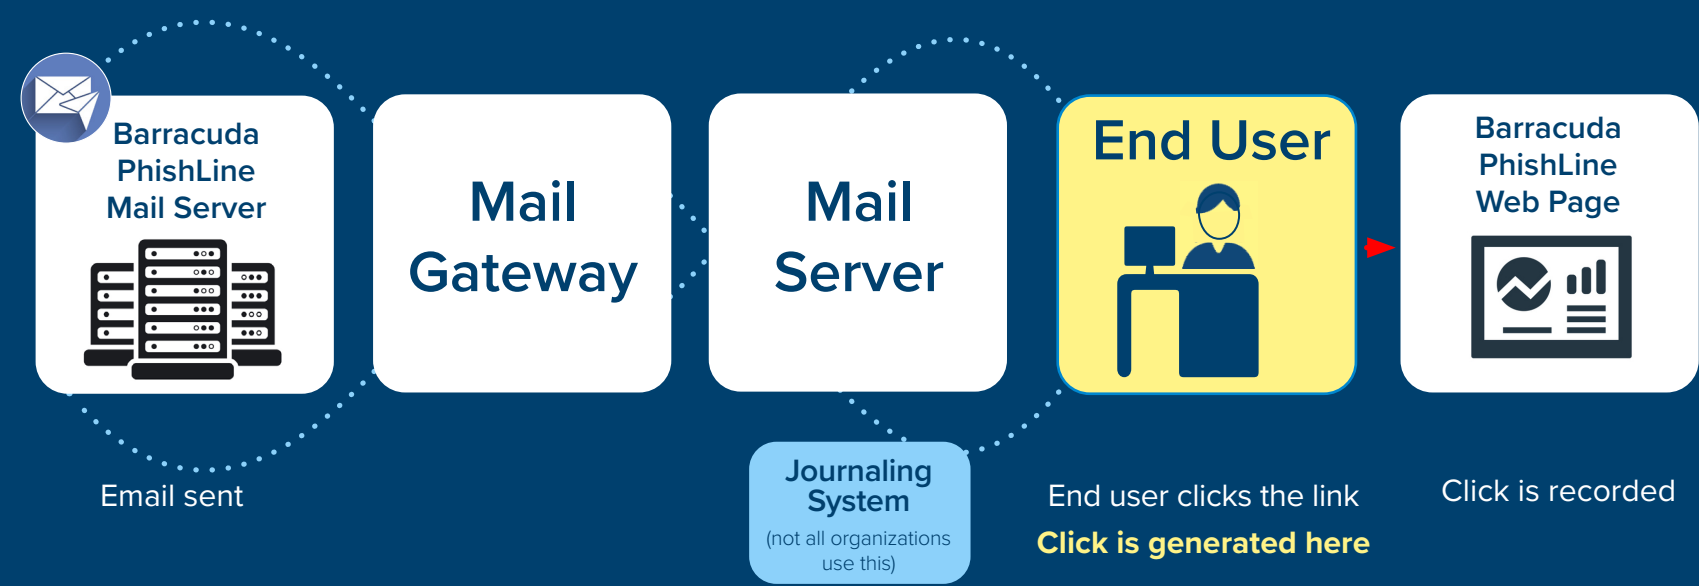 Barracuda
PhishLine
Mail Server
Email sent
Mail
Gateway
Mail
Server
Journaling
System
(not all organizations
use this)
End User
End user clicks the link
Click is generated here
Barracuda
PhishLine
Web Page
Click is recorded